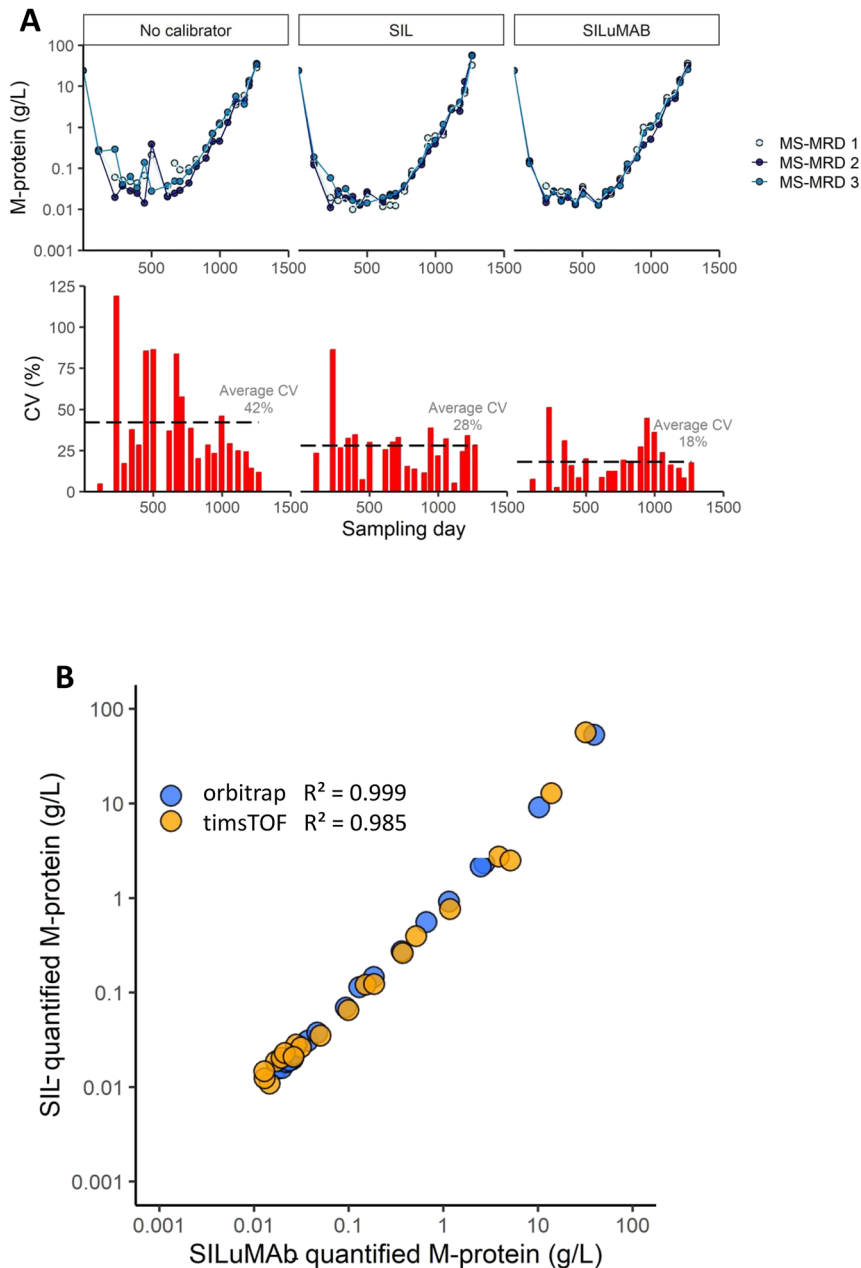 A
No calibrator
SIL
SILuMAB
M-protein (g/L)
100
10
1
0.1
0.01
0.001
500
1000
1500
500
1000
1500
500
1000
1500
MS-MRD 1
MS-MRD 2
MS-MRD 3
CV (%)
125
100
75
50
25
0
Average CV
42%
Average CV
28%
Average CV
18%
500
1000
1500
500
1000
1500
500
1000
1500
Sampling day
B
SIL- quantified M-protein (g/L)
100
10
1
0.1
0.01
0.001
orbitrap R² = 0.999
timsTOF R² = 0.985
0.001
0.01
0.1
1
10
100
SILuMAb- quantified M-protein (g/L)